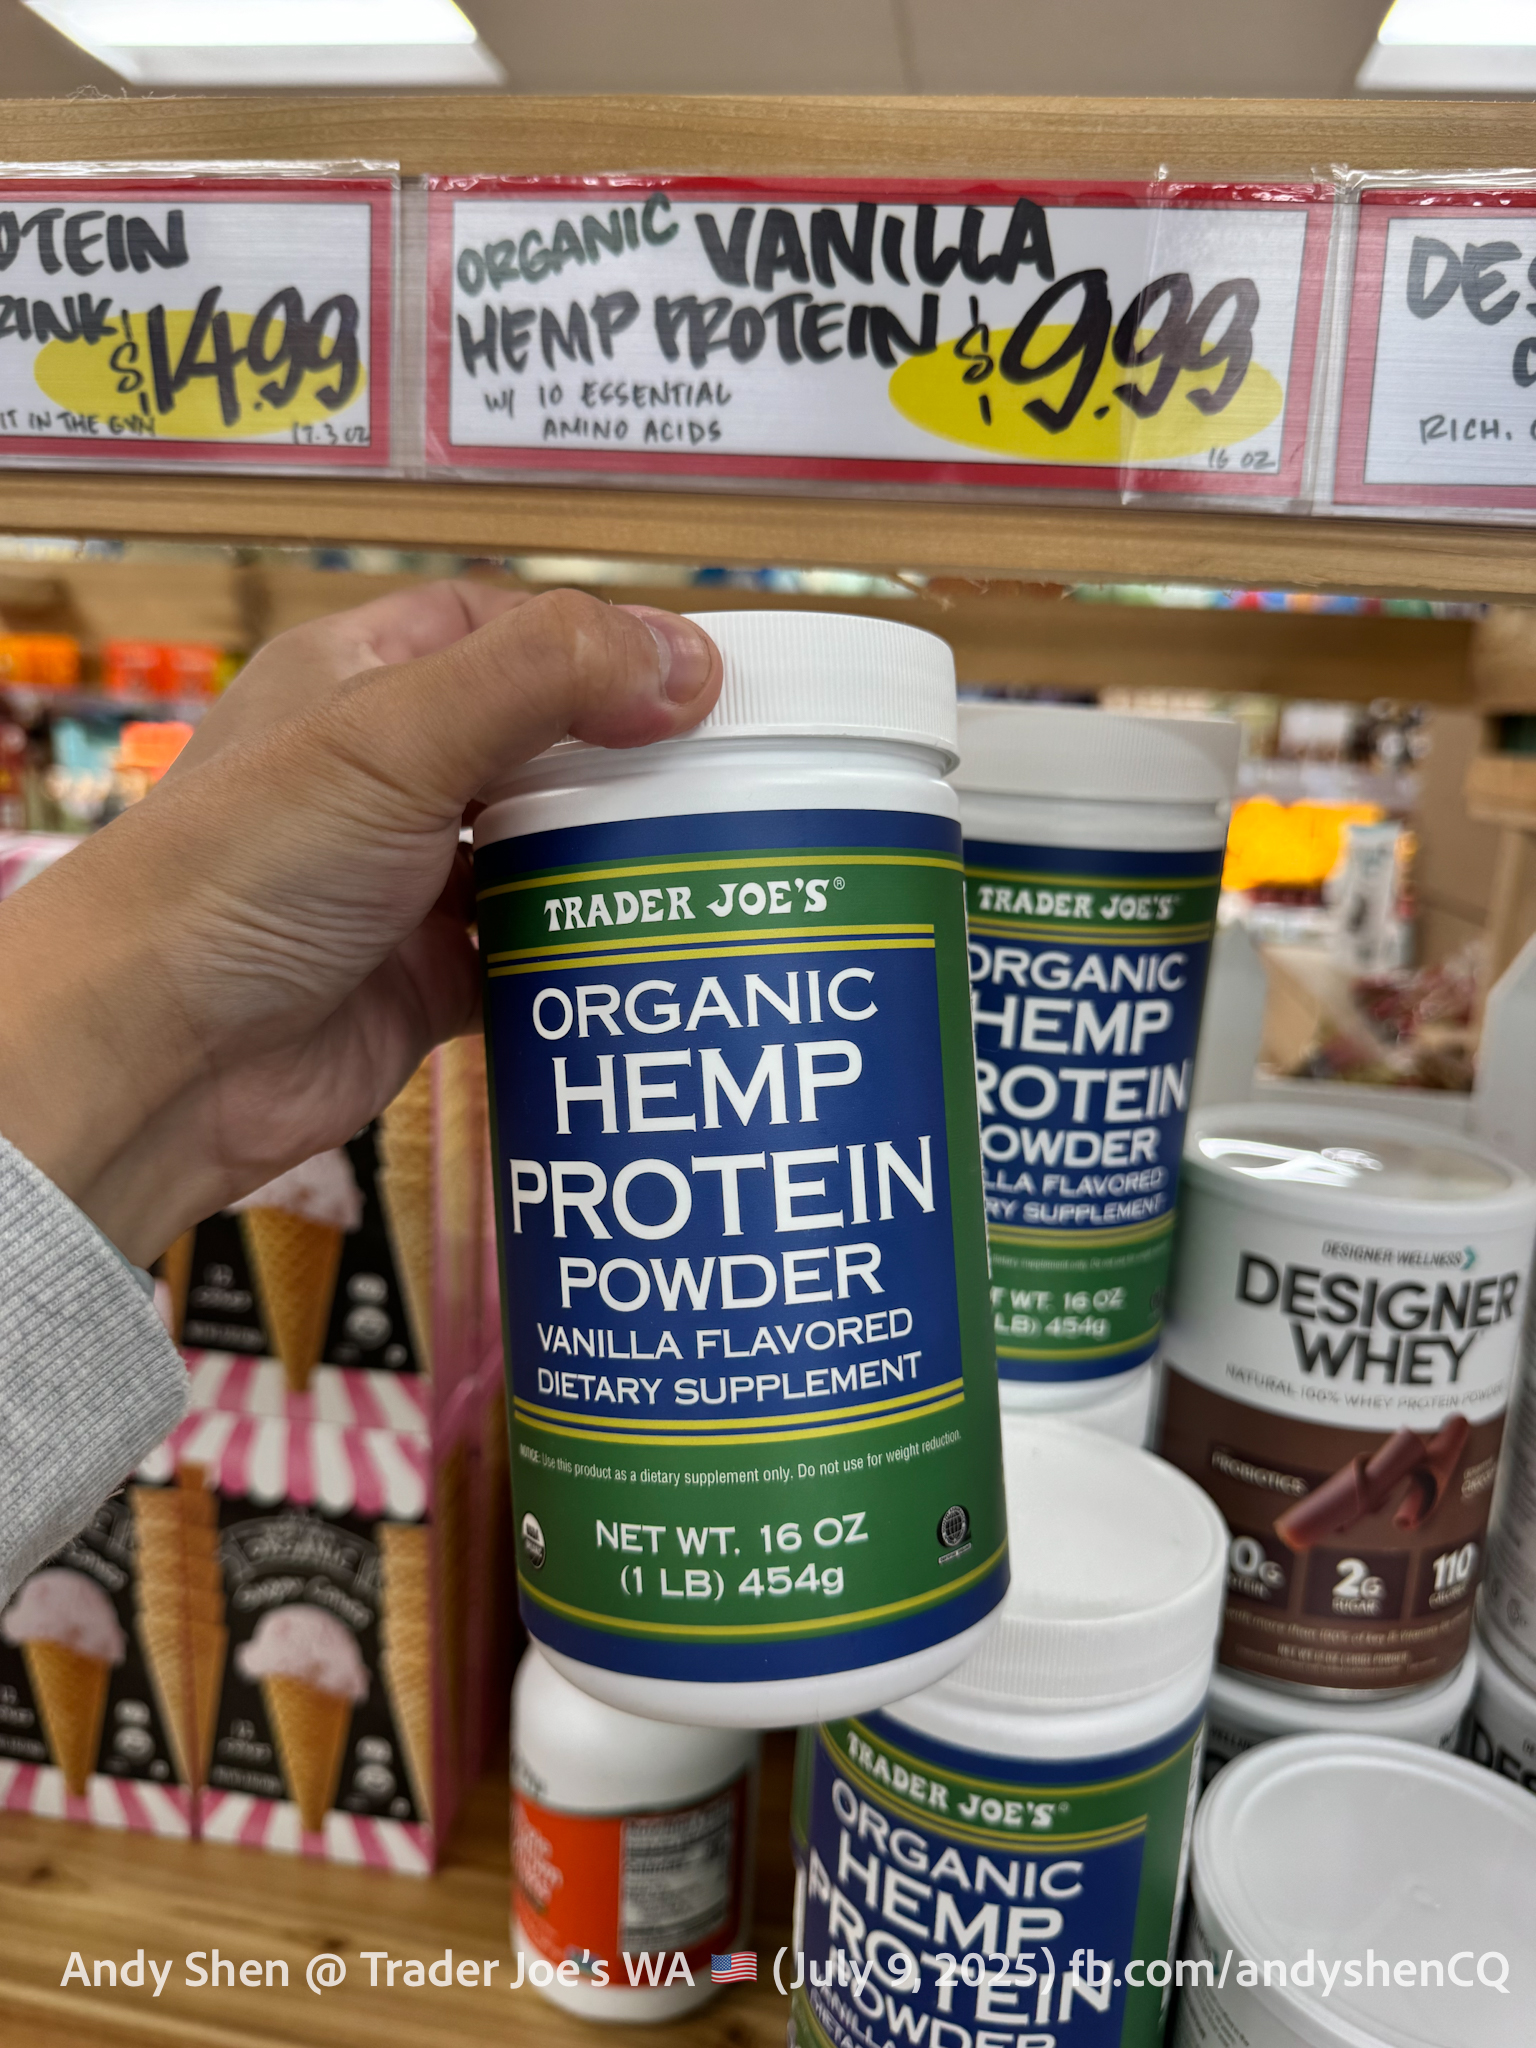 OTEIN
RINK $14.99
IT IN THE GYM
17.3 OZ
ORGANIC VANILLA
HEMP PROTEIN $9.99
W/ 10 ESSENTIAL
AMINO ACIDS
16 OZ
DES
RICH.
TRADER JOE'S®
ORGANIC
HEMP
PROTEIN
POWDER
VANILLA FLAVORED
DIETARY SUPPLEMENT
NOTICE: Use this product as a dietary supplement only. Do not use for weight reduction.
NET WT. 16 OZ
(1 LB) 454g
TRADER JOE'S
ORGANIC
HEMP
ROTEIN
OWDER
LLA FLAVORED
RY SUPPLEMENT
WT. 16 OZ
LB) 454g
DESIGNER WELLNESS
DESIGNER
WHEY
NATURAL 100% WHEY PROTEIN POWDER
PROBIOTICS
0G
2G
SUGAR
110
TRADER JOE'S
ORGANIC
HEMP
PROTEIN
POWDER
Andy Shen @ Trader Joe's WA 🇺🇸 (July 9, 2025) fb.com/andyshenCQ